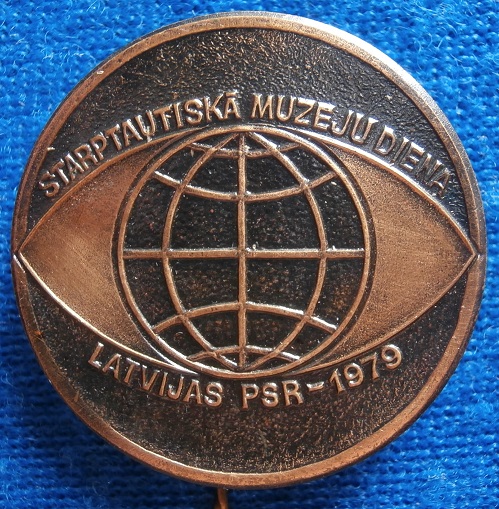 STARPTAUTISKĀ MUZEJU DIENA
LATVIJAS PSR-1979